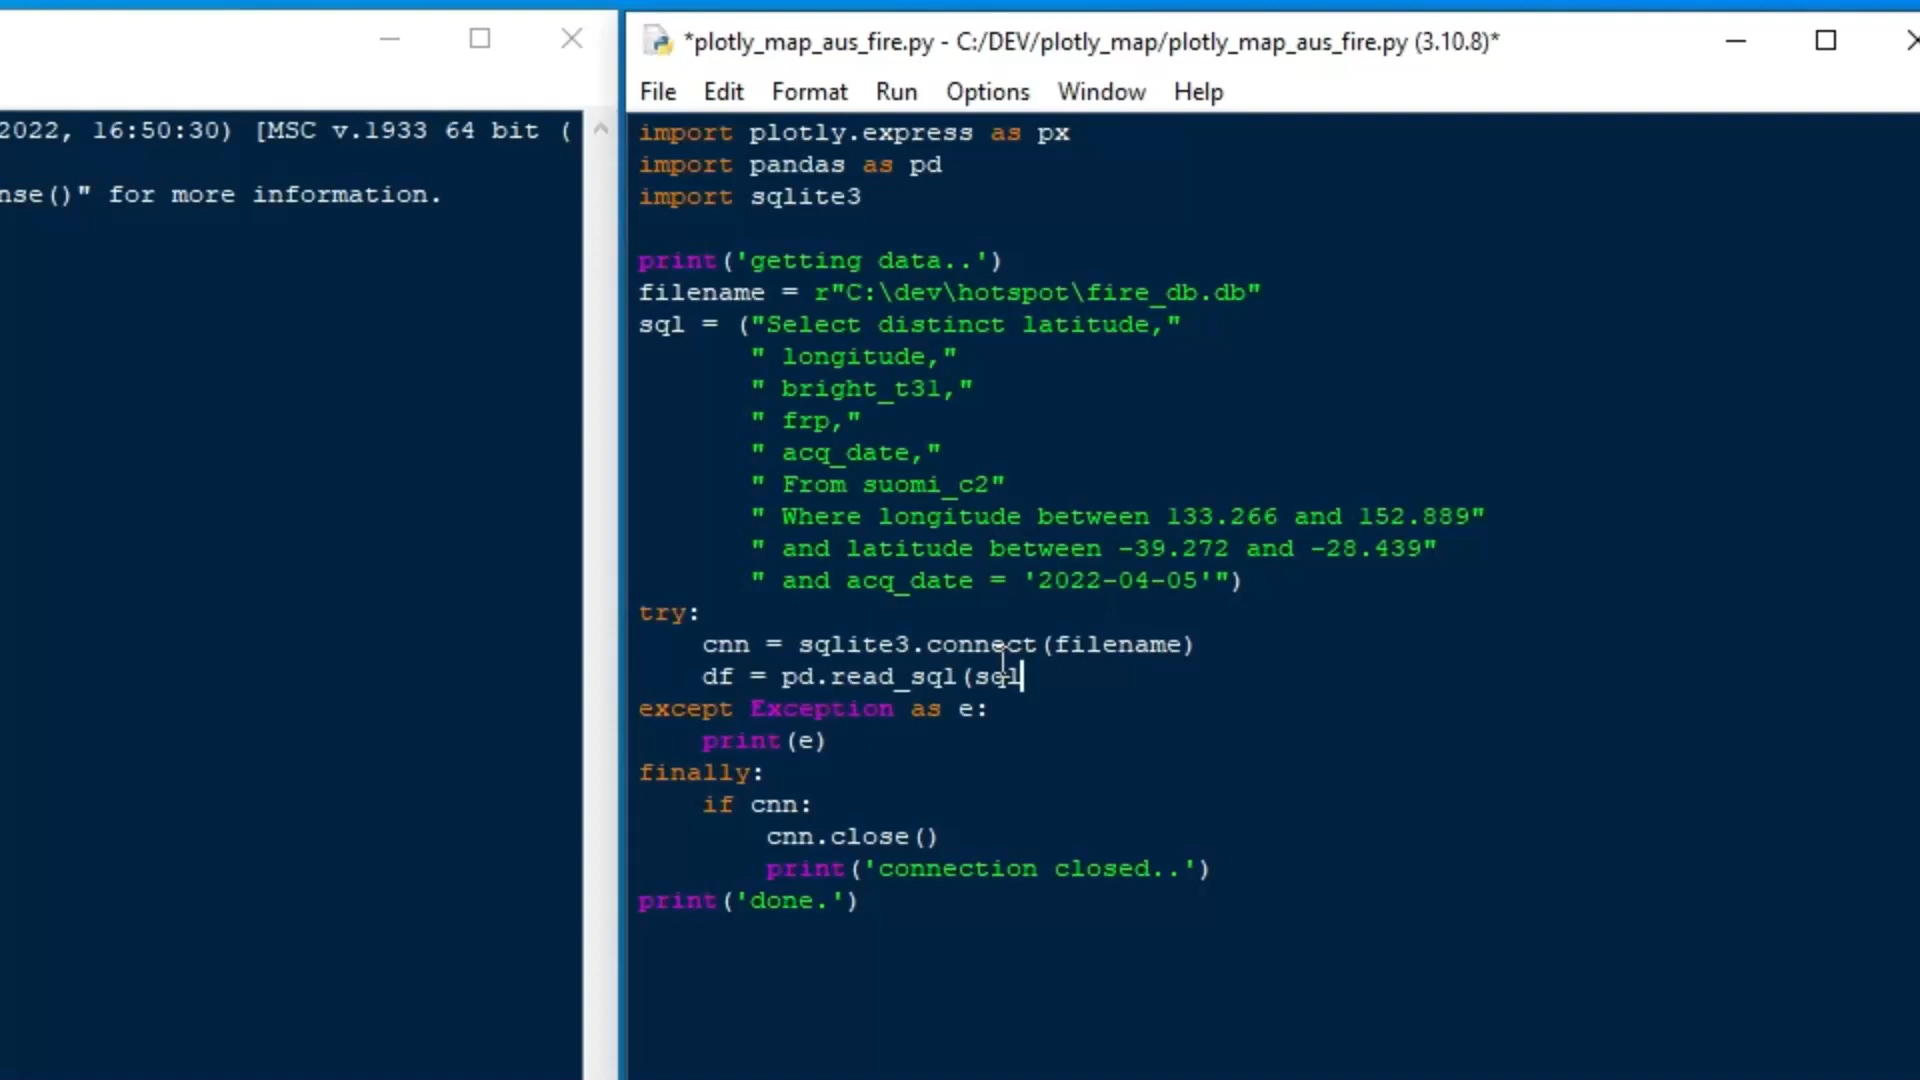 *plotly_map_aus_fire.py - C:/DEV/plotly_map/plotly_map_aus_fire.py (3.10.8)*
File Edit Format Run Options Window Help
2022, 16:50:30) [MSC v.1933 64 bit (
nse()" for more information.
import plotly.express as px
import pandas as pd
import sqlite3
print('getting data..')
filename = r"C:\dev\hotspot\fire_db.db"
sql = ("Select distinct latitude,"
" longitude,"
" bright_t31,"
" frp,"
" acq_date,"
" From suomi_c2"
" Where longitude between 133.266 and 152.889"
" and latitude between -39.272 and -28.439"
" and acq_date = '2022-04-05'")
try:
    cnn = sqlite3.connect(filename)
    df = pd.read_sql(sql
except Exception as e:
    print(e)
finally:
    if cnn:
        cnn.close()
        print('connection closed..')
print('done.')